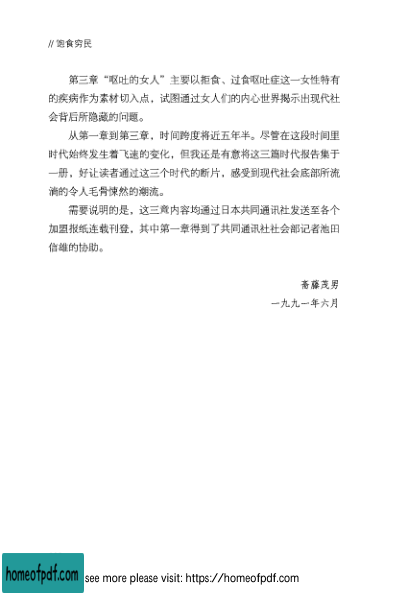 // 饱食穷民
第三章“呕吐的女人”主要以拒食、过食呕吐症这一女性特有
的疾病作为素材切入点，试图通过女人们的内心世界揭示出现代社
会背后所隐藏的问题。
从第一章到第三章，时间跨度将近五年半。尽管在这段时间里
时代始终发生着飞速的变化，但我还是有意将这三篇时代报告集于
一册，好让读者通过这三个时代的断片，感受到现代社会底部所流
淌的令人毛骨悚然的潮流。
需要说明的是，这三章内容均通过日本共同通讯社发送至各个
加盟报纸连载刊登，其中第一章得到了共同通讯社社会部记者池田
信雄的协助。
斋藤茂男
一九九一年六月
homeofpdf.com
see more please visit: https://homeofpdf.com